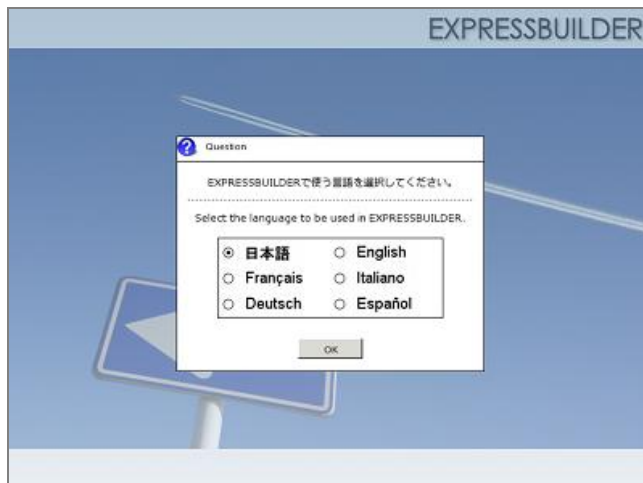 EXPRESSBUILDER
Question
EXPRESSBUILDERで使う言語を選択してください。
Select the language to be used in EXPRESSBUILDER.
日本語 English
Français Italiano
Deutsch Español
OK